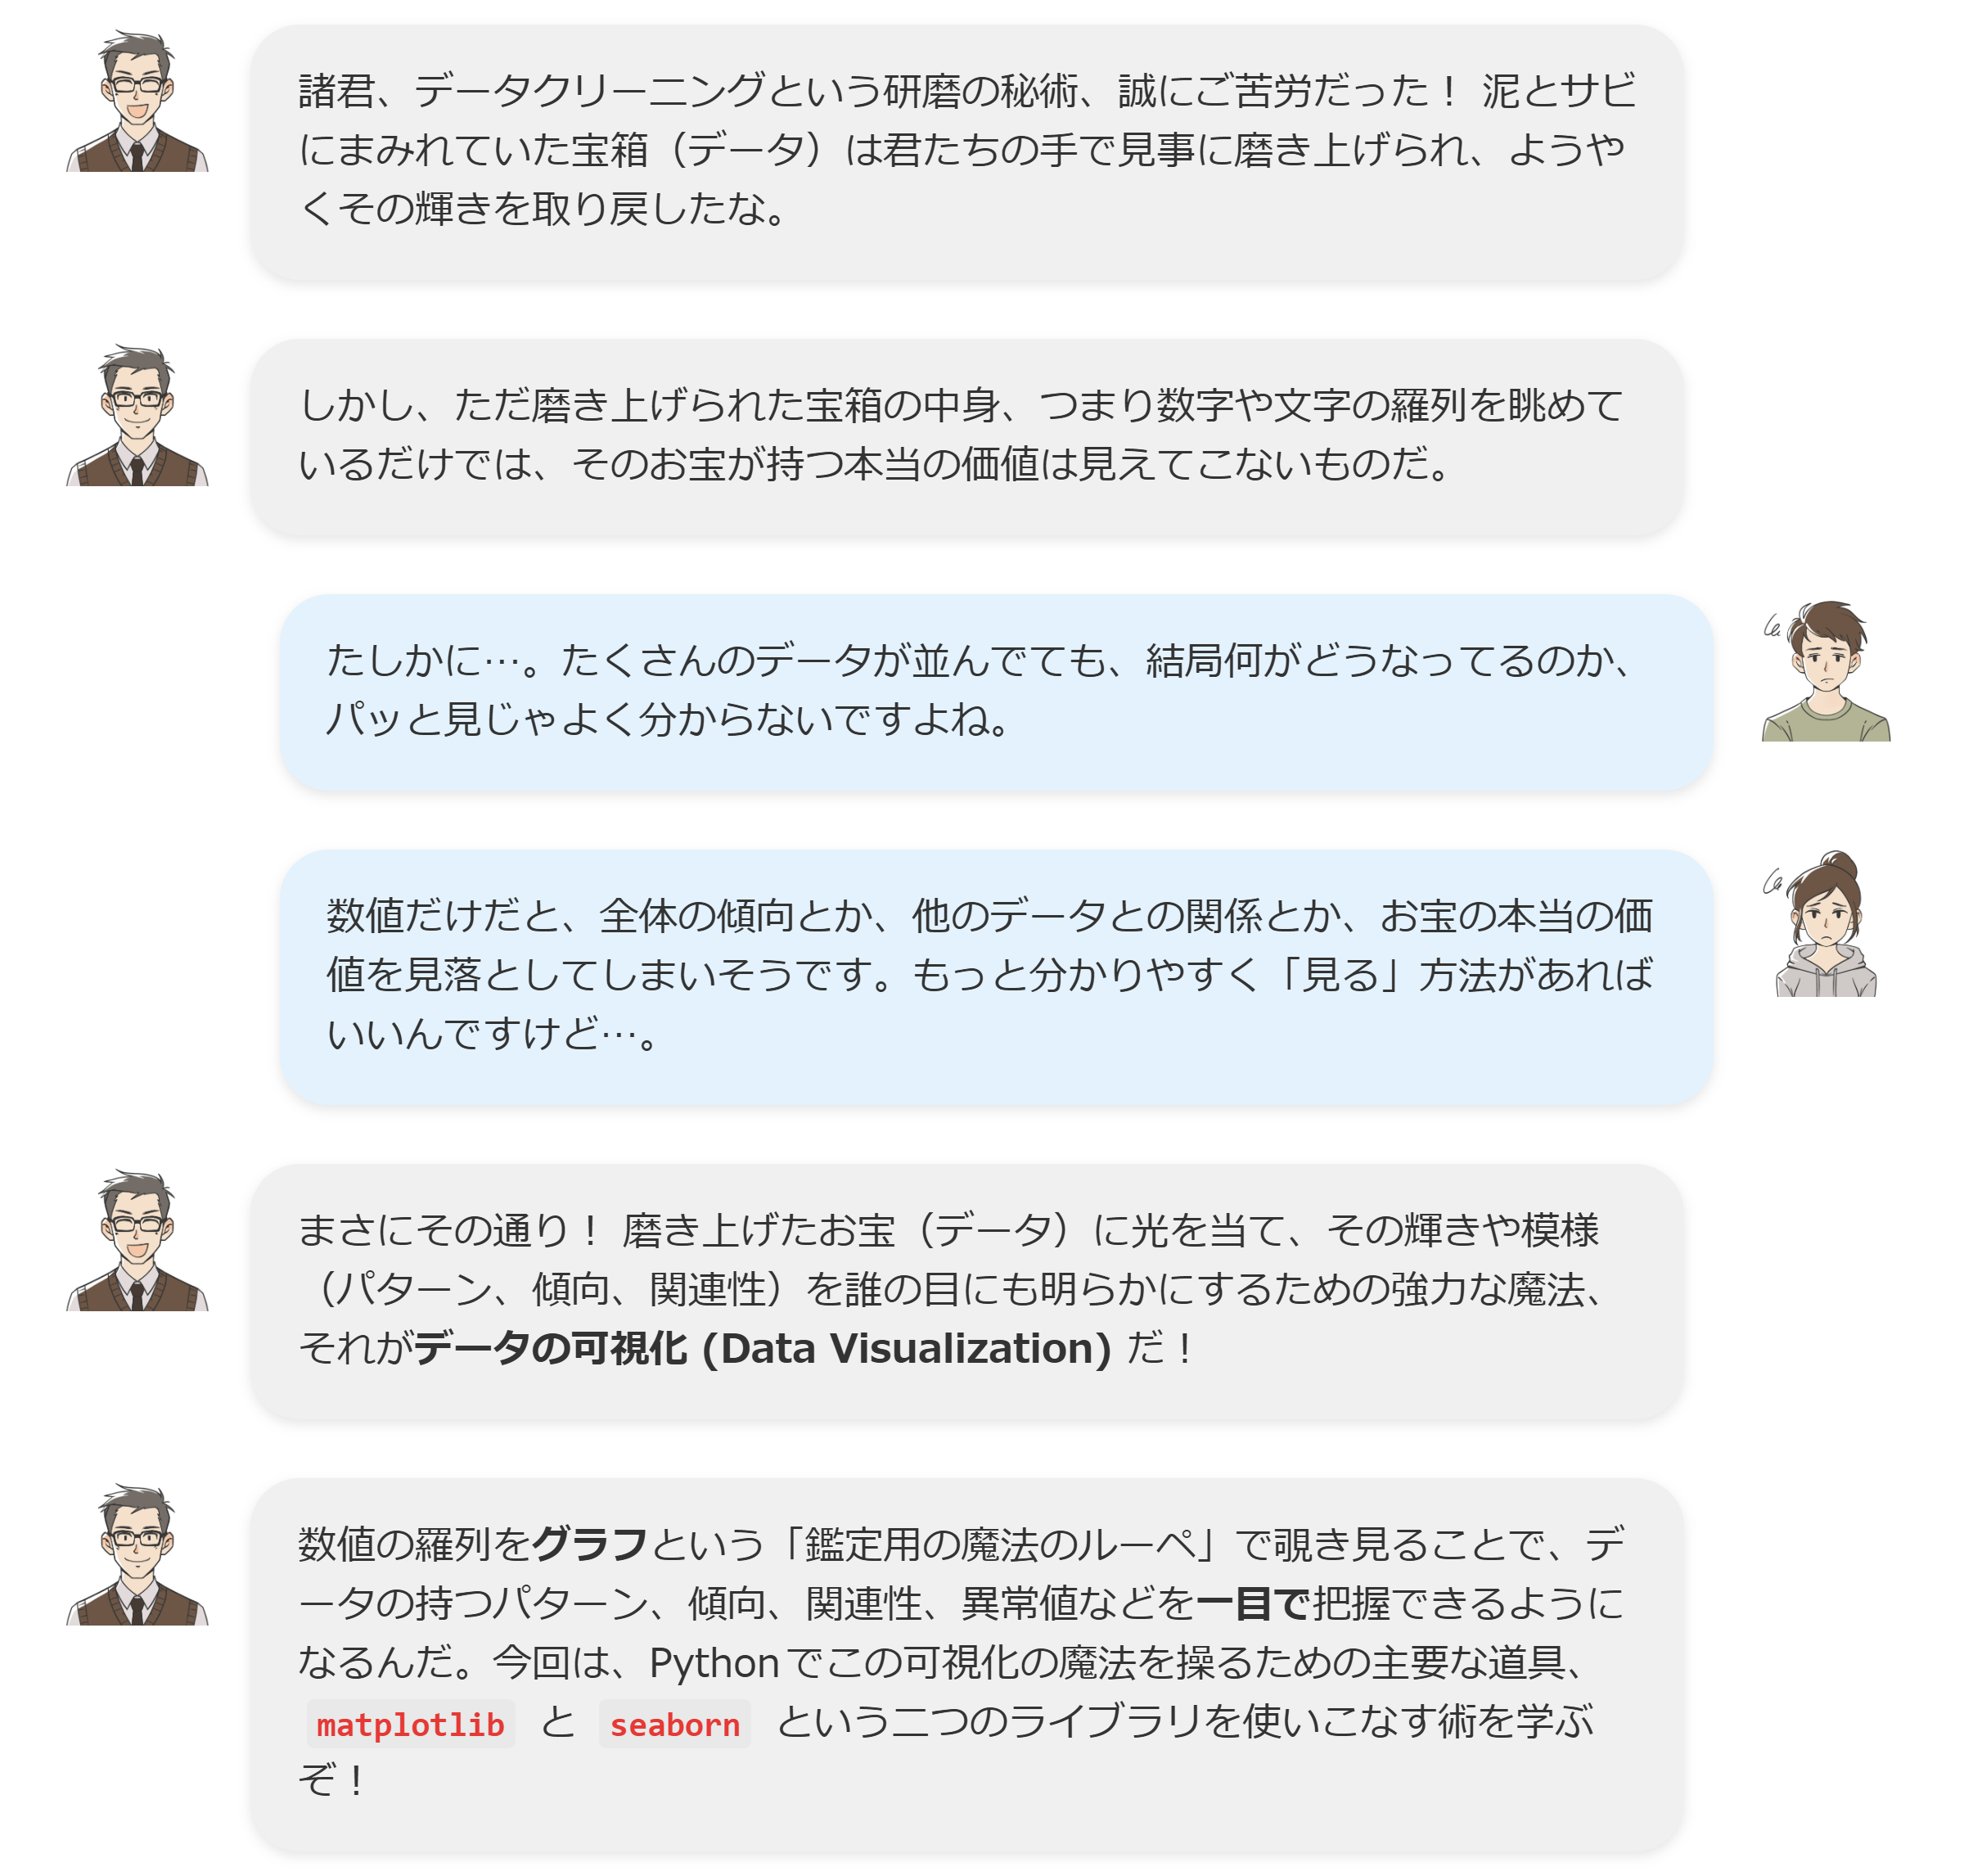 諸君、データクリーニングという研磨の秘術、誠にご苦労だった！ 泥とサビ
にまみれていた宝箱（データ）は君たちの手で見事に磨き上げられ、ようや
くその輝きを取り戻したな。
しかし、ただ磨き上げられた宝箱の中身、つまり数字や文字の羅列を眺めて
いるだけでは、そのお宝が持つ本当の価値は見えてこないものだ。
たしかに…。たくさんのデータが並んでても、結局何がどうなってるのか、
パッと見じゃよく分からないですよね。
数値だけだと、全体の傾向とか、他のデータとの関係とか、お宝の本当の価
値を見落としてしまいそうです。もっと分かりやすく「見る」方法があれば
いいんですけど…。
まさにその通り！ 磨き上げたお宝（データ）に光を当て、その輝きや模様
（パターン、傾向、関連性）を誰の目にも明らかにするための強力な魔法、
それがデータの可視化 (Data Visualization) だ！
数値の羅列をグラフという「鑑定用の魔法のルーペ」で覗き見ることで、デ
ータの持つパターン、傾向、関連性、異常値などを一目で把握できるように
なるんだ。今回は、Pythonでこの可視化の魔法を操るための主要な道具、
matplotlib と seaborn という二つのライブラリを使いこなす術を学ぶ
ぞ！